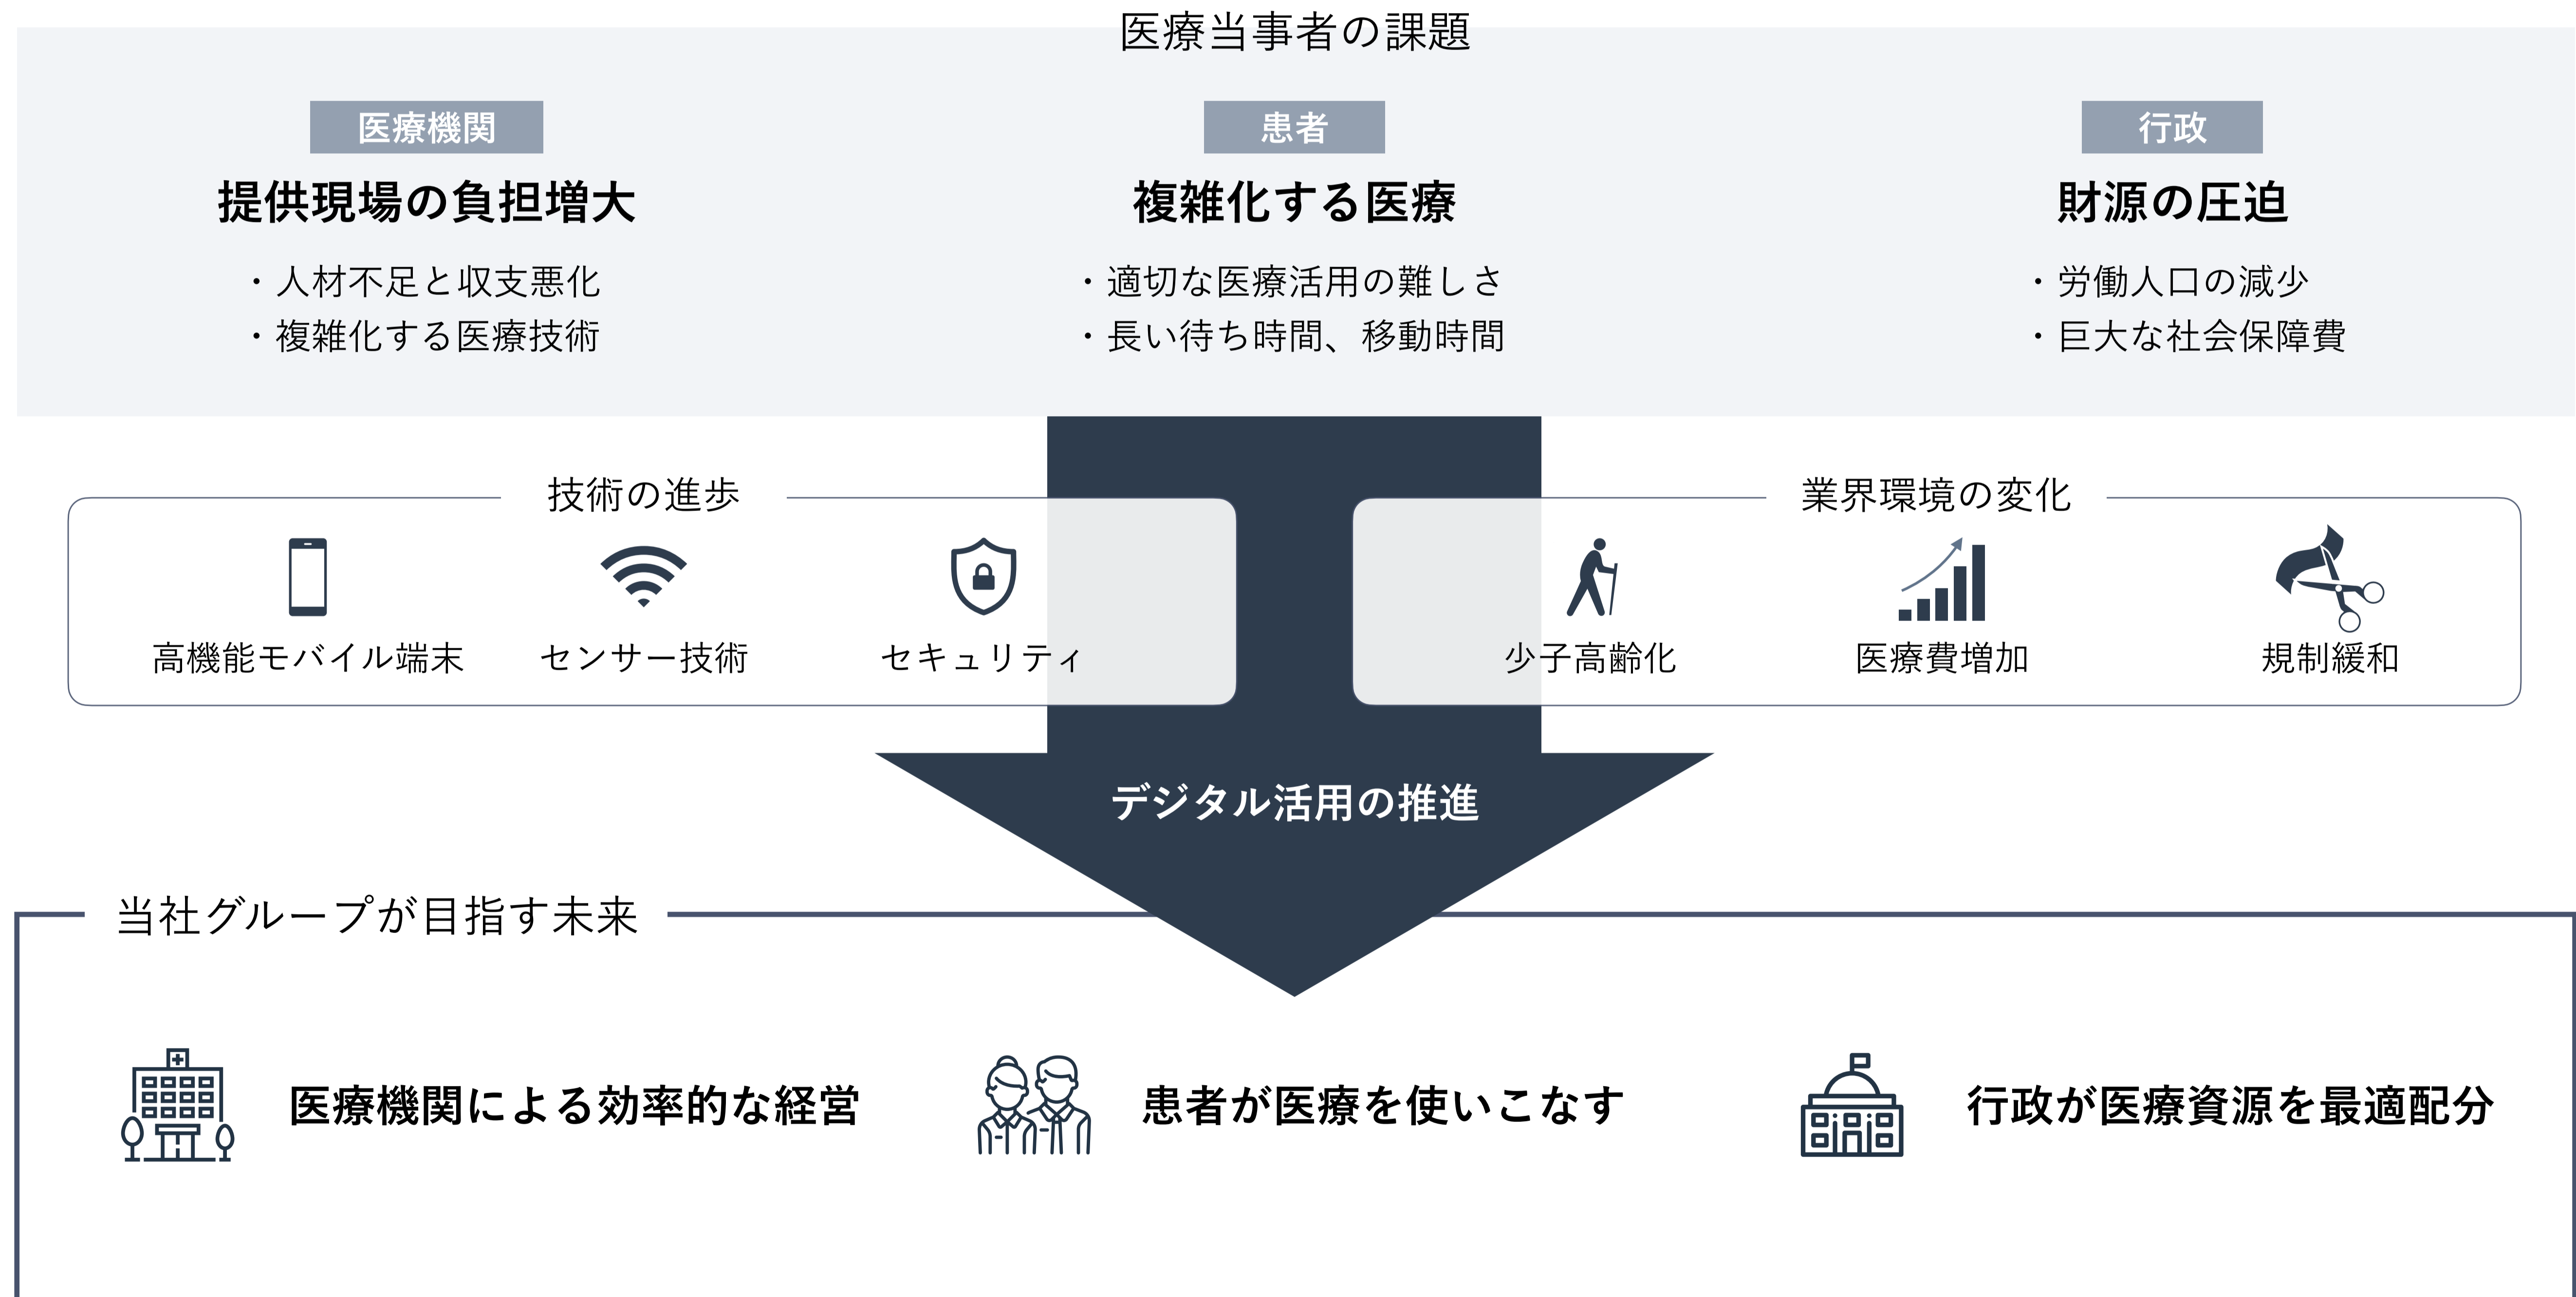 医療当事者の課題
医療機関
提供現場の負担増大
・人材不足と収支悪化
・複雑化する医療技術
患者
複雑化する医療
・適切な医療活用の難しさ
・長い待ち時間、移動時間
行政
財源の圧迫
・労働人口の減少
・巨大な社会保障費
技術の進歩
高機能モバイル端末
センサー技術
セキュリティ
業界環境の変化
少子高齢化
医療費増加
規制緩和
デジタル活用の推進
当社グループが目指す未来
医療機関による効率的な経営
患者が医療を使いこなす
行政が医療資源を最適配分